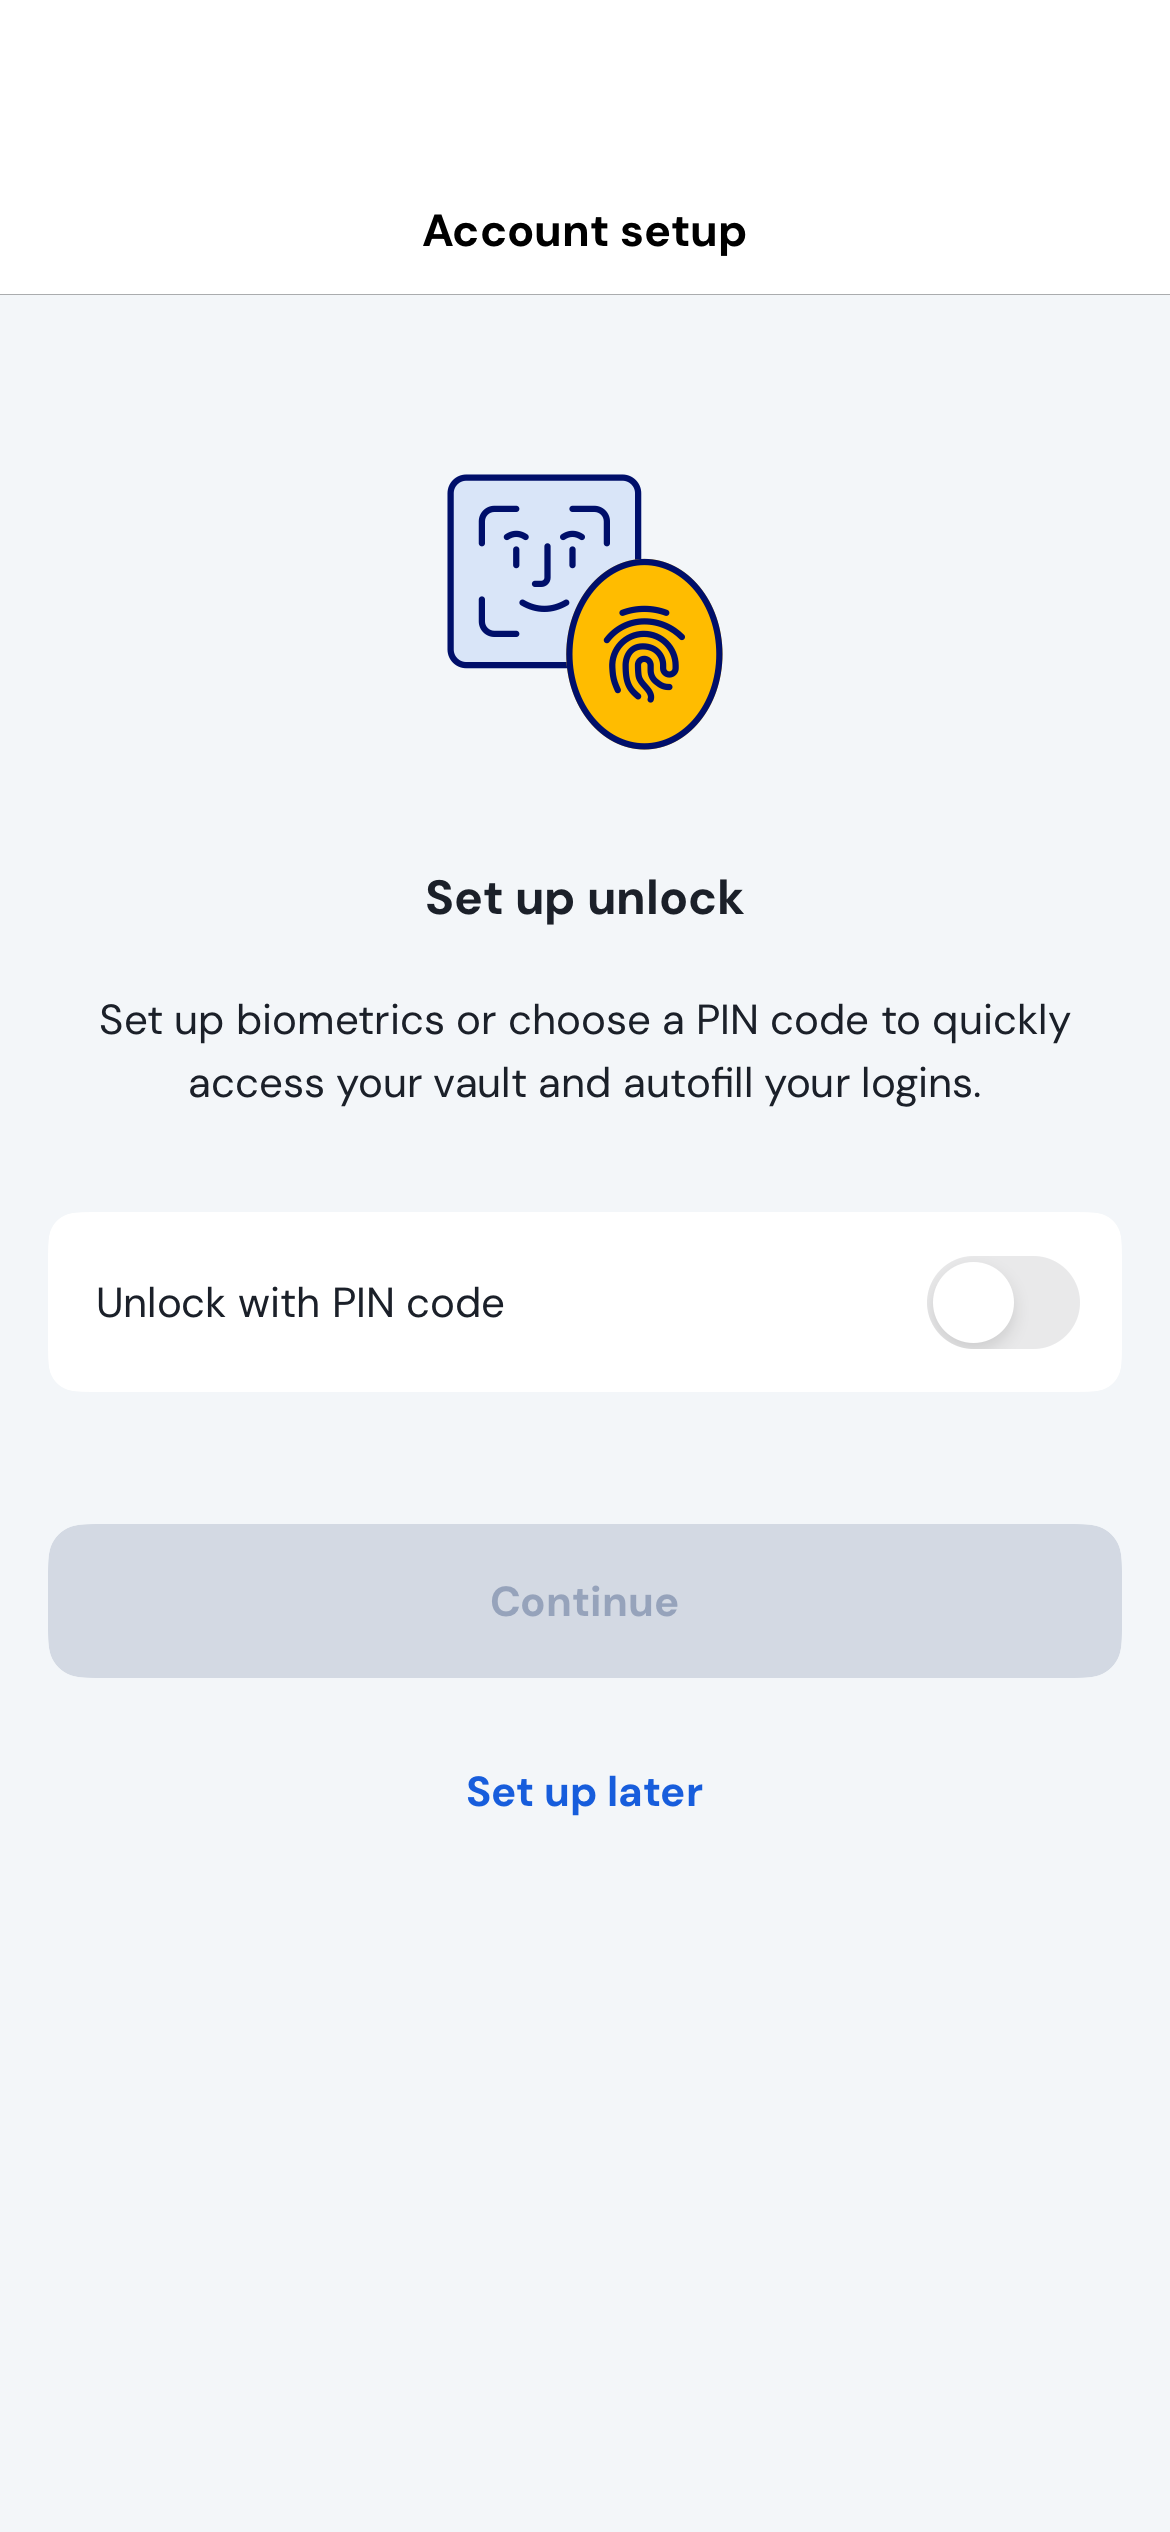 Account setup
Set up unlock
Set up biometrics or choose a PIN code to quickly
access your vault and autofill your logins.
Unlock with PIN code
Continue
Set up later